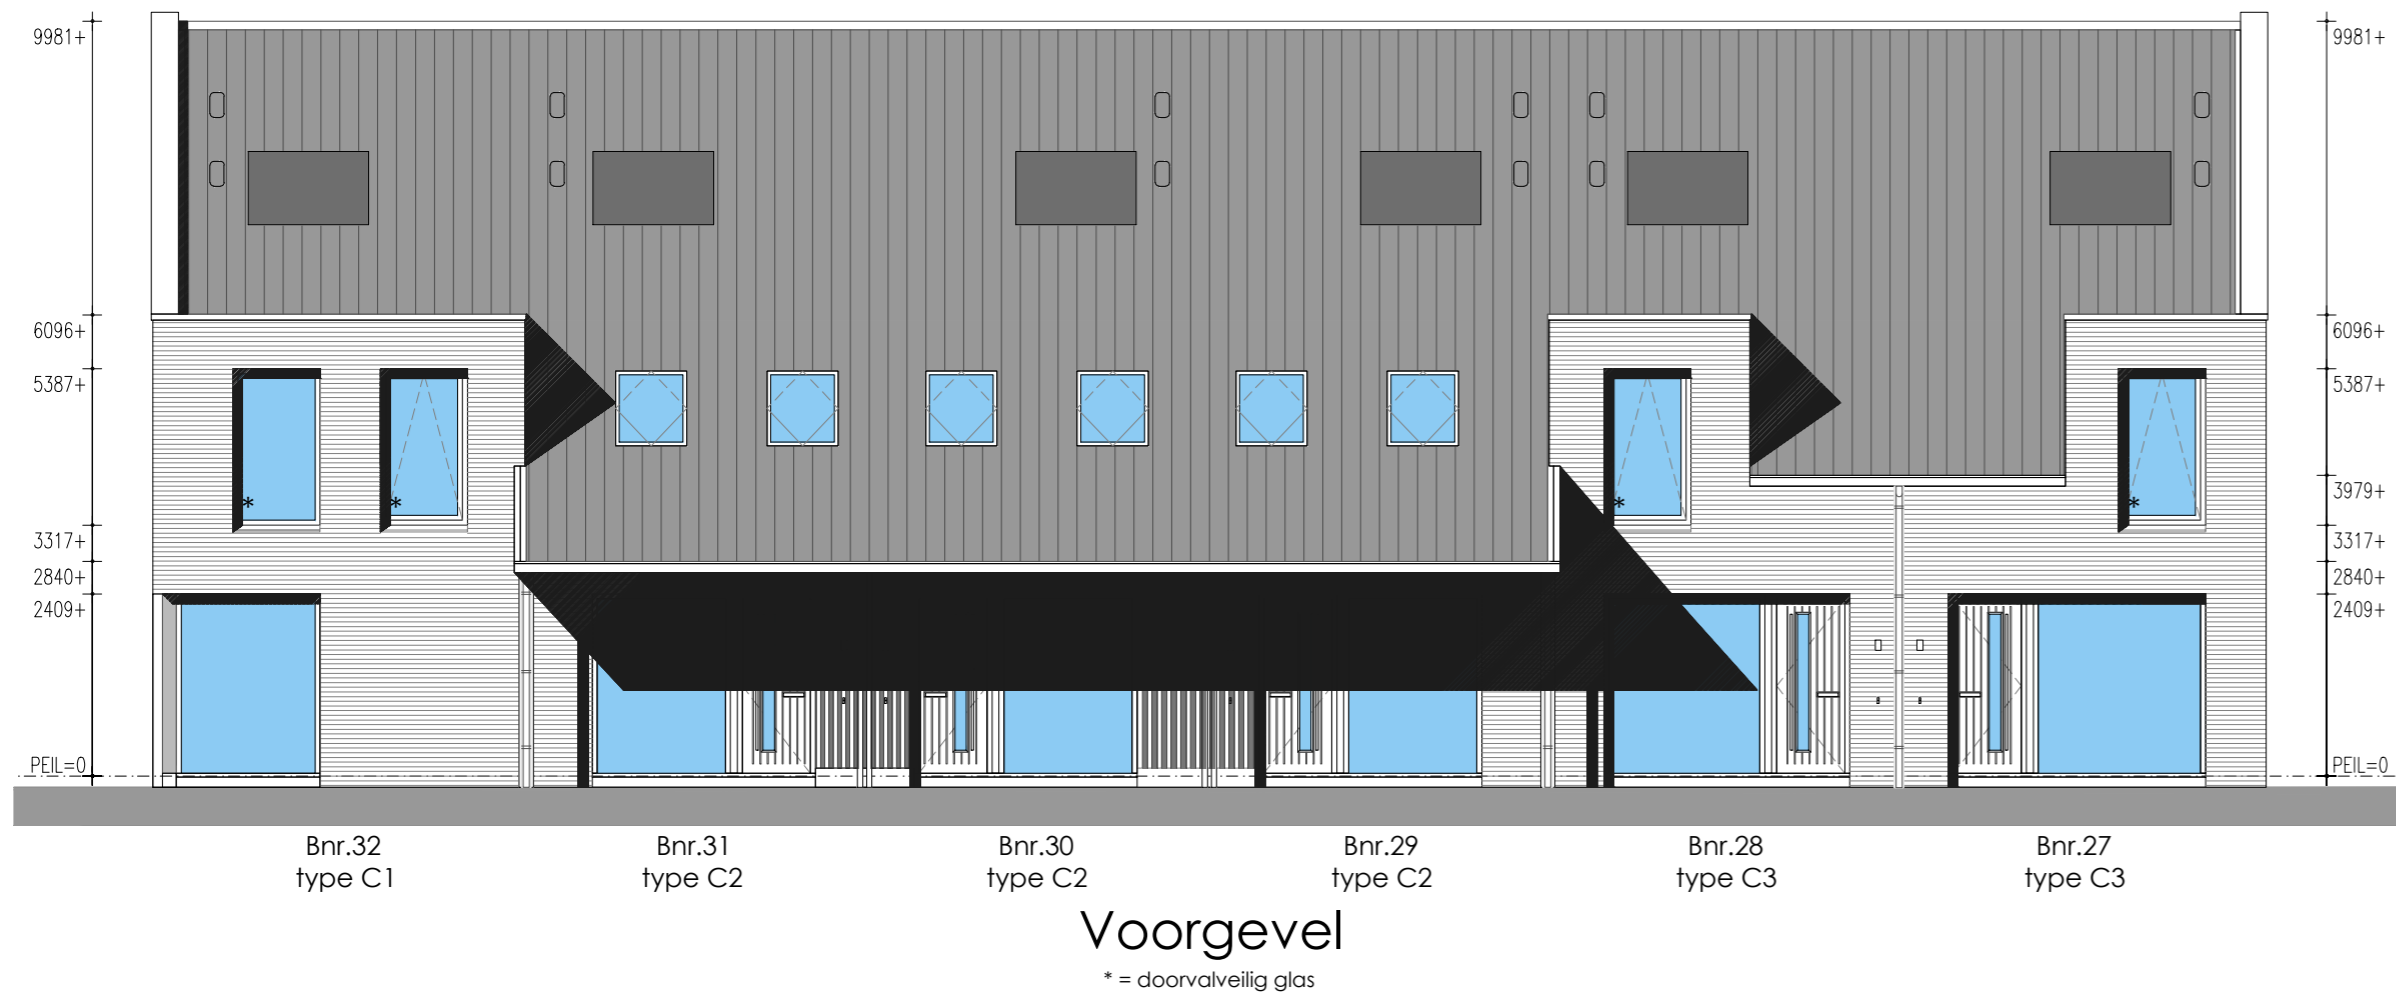 9981+ 9981+
6096+ 6096+
5387+ 5387+
3979+
3317+ 3317+
2840+ 2840+
2409+ 2409+
* * * *
PEIL=0 PEIL=0
Bnr.32 Bnr.31 Bnr.30 Bnr.29 Bnr.28 Bnr.27
type C1 type C2 type C2 type C2 type C3 type C3
Voorgevel
* = doorvalveilig glas